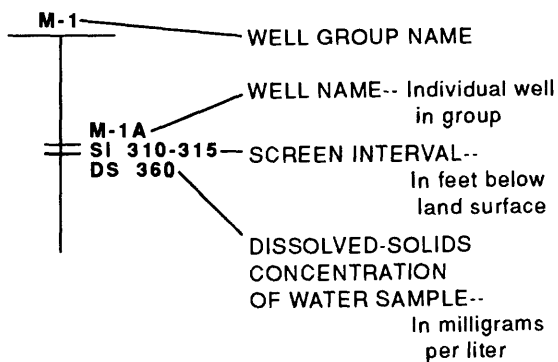 M-1
WELL GROUP NAME
WELL NAME-- Individual well
in group
M-1A
SI 310-315
DS 360
SCREEN INTERVAL--
In feet below
land surface
DISSOLVED-SOLIDS
CONCENTRATION
OF WATER SAMPLE--
In milligrams
per liter